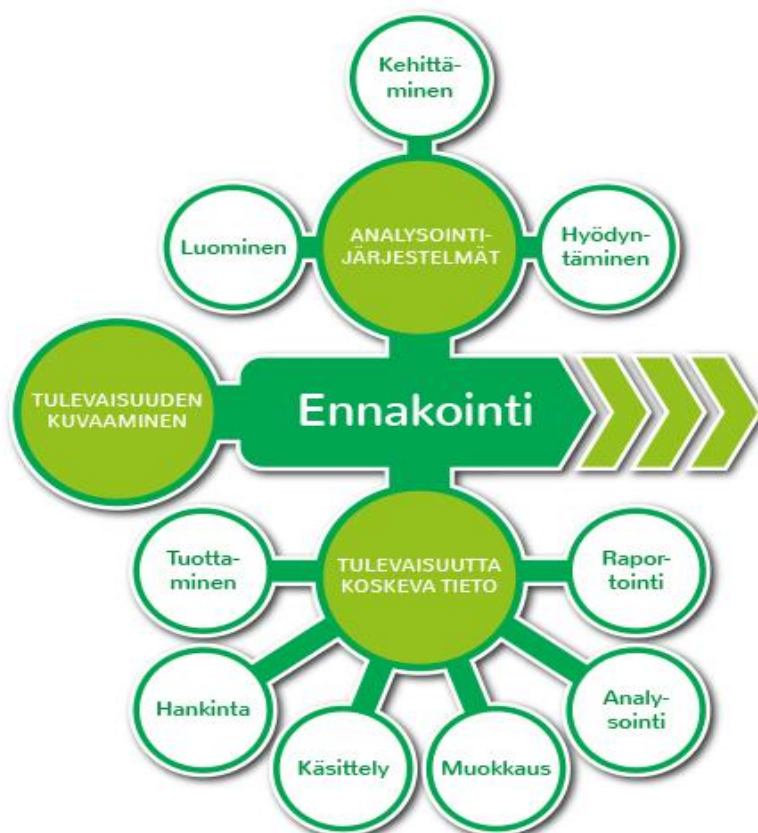 Kehittä-
minen
Luominen
ANALYSOINTI-
JÄRJESTELMÄT
Hyödyn-
täminen
TULEVAISUUDEN
KUVAAMINEN
Ennakointi
Tuotta-
minen
TULEVAISUUTTA
KOSKEVA TIETO
Rapor-
tointi
Hankinta
Analy-
sointi
Käsittely
Muokkaus